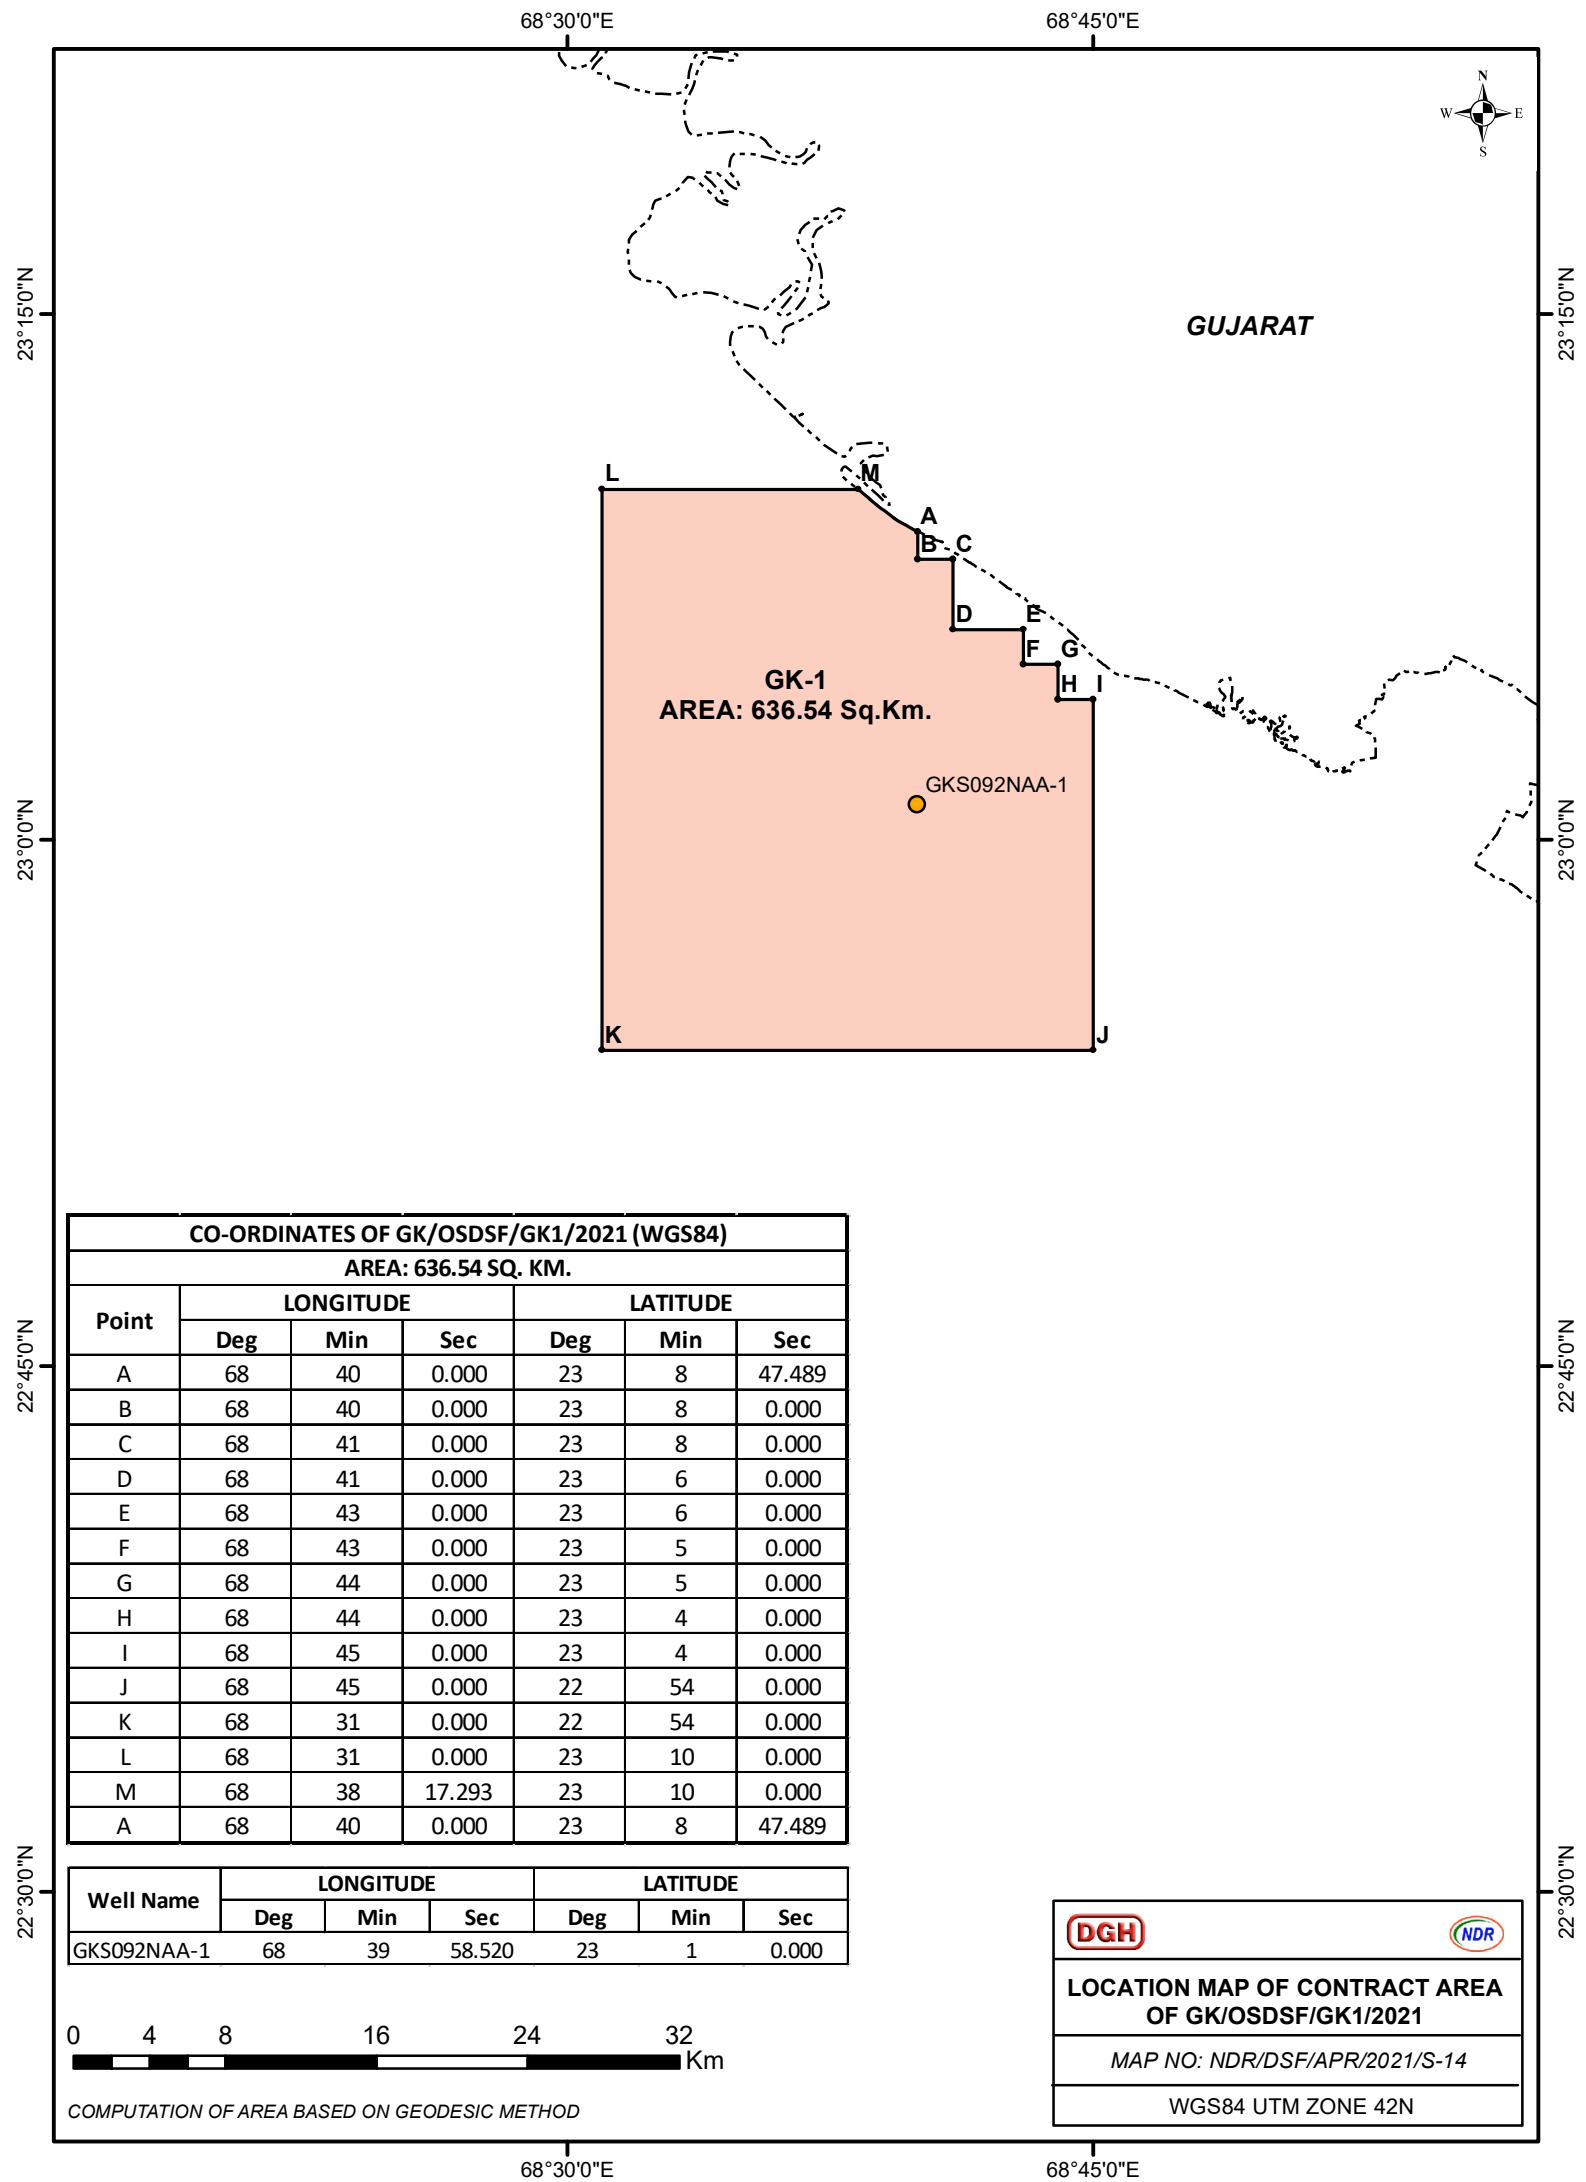 68°30'0"E 68°45'0"E
N
W E
S
23°15'0"N 23°15'0"N
GUJARAT
L M
A
B C
D E
F G
H I
GK-1
AREA: 636.54 Sq.Km.
GKS092NAA-1
23°0'0"N 23°0'0"N
K J
CO-ORDINATES OF GK/OSDSF/GK1/2021 (WGS84)
AREA: 636.54 SQ. KM.
Point LONGITUDE LATITUDE
Deg Min Sec Deg Min Sec
A 68 40 0.000 23 8 47.489
B 68 40 0.000 23 8 0.000
C 68 41 0.000 23 8 0.000
D 68 41 0.000 23 6 0.000
E 68 43 0.000 23 6 0.000
F 68 43 0.000 23 5 0.000
G 68 44 0.000 23 5 0.000
H 68 44 0.000 23 4 0.000
I 68 45 0.000 23 4 0.000
J 68 45 0.000 22 54 0.000
K 68 31 0.000 22 54 0.000
L 68 31 0.000 23 10 0.000
M 68 38 17.293 23 10 0.000
A 68 40 0.000 23 8 47.489
22°45'0"N 22°45'0"N
Well Name LONGITUDE LATITUDE
Deg Min Sec Deg Min Sec
GKS092NAA-1 68 39 58.520 23 1 0.000
22°30'0"N 22°30'0"N
0 4 8 16 24 32
Km
COMPUTATION OF AREA BASED ON GEODESIC METHOD
DGH NDR
LOCATION MAP OF CONTRACT AREA
OF GK/OSDSF/GK1/2021
MAP NO: NDR/DSF/APR/2021/S-14
WGS84 UTM ZONE 42N
68°30'0"E 68°45'0"E